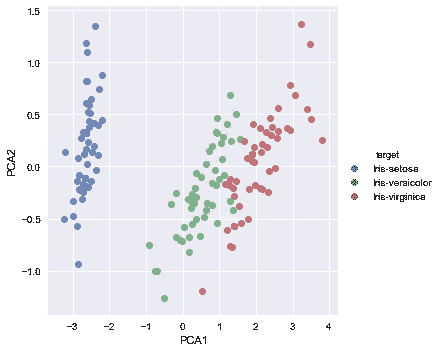 1.5
1.0
0.5
0.0
−0.5
−1.0
PCA2
−3 −2 −1 0 1 2 3 4
PCA1
target
Iris-setosa
Iris-versicolor
Iris-virginica